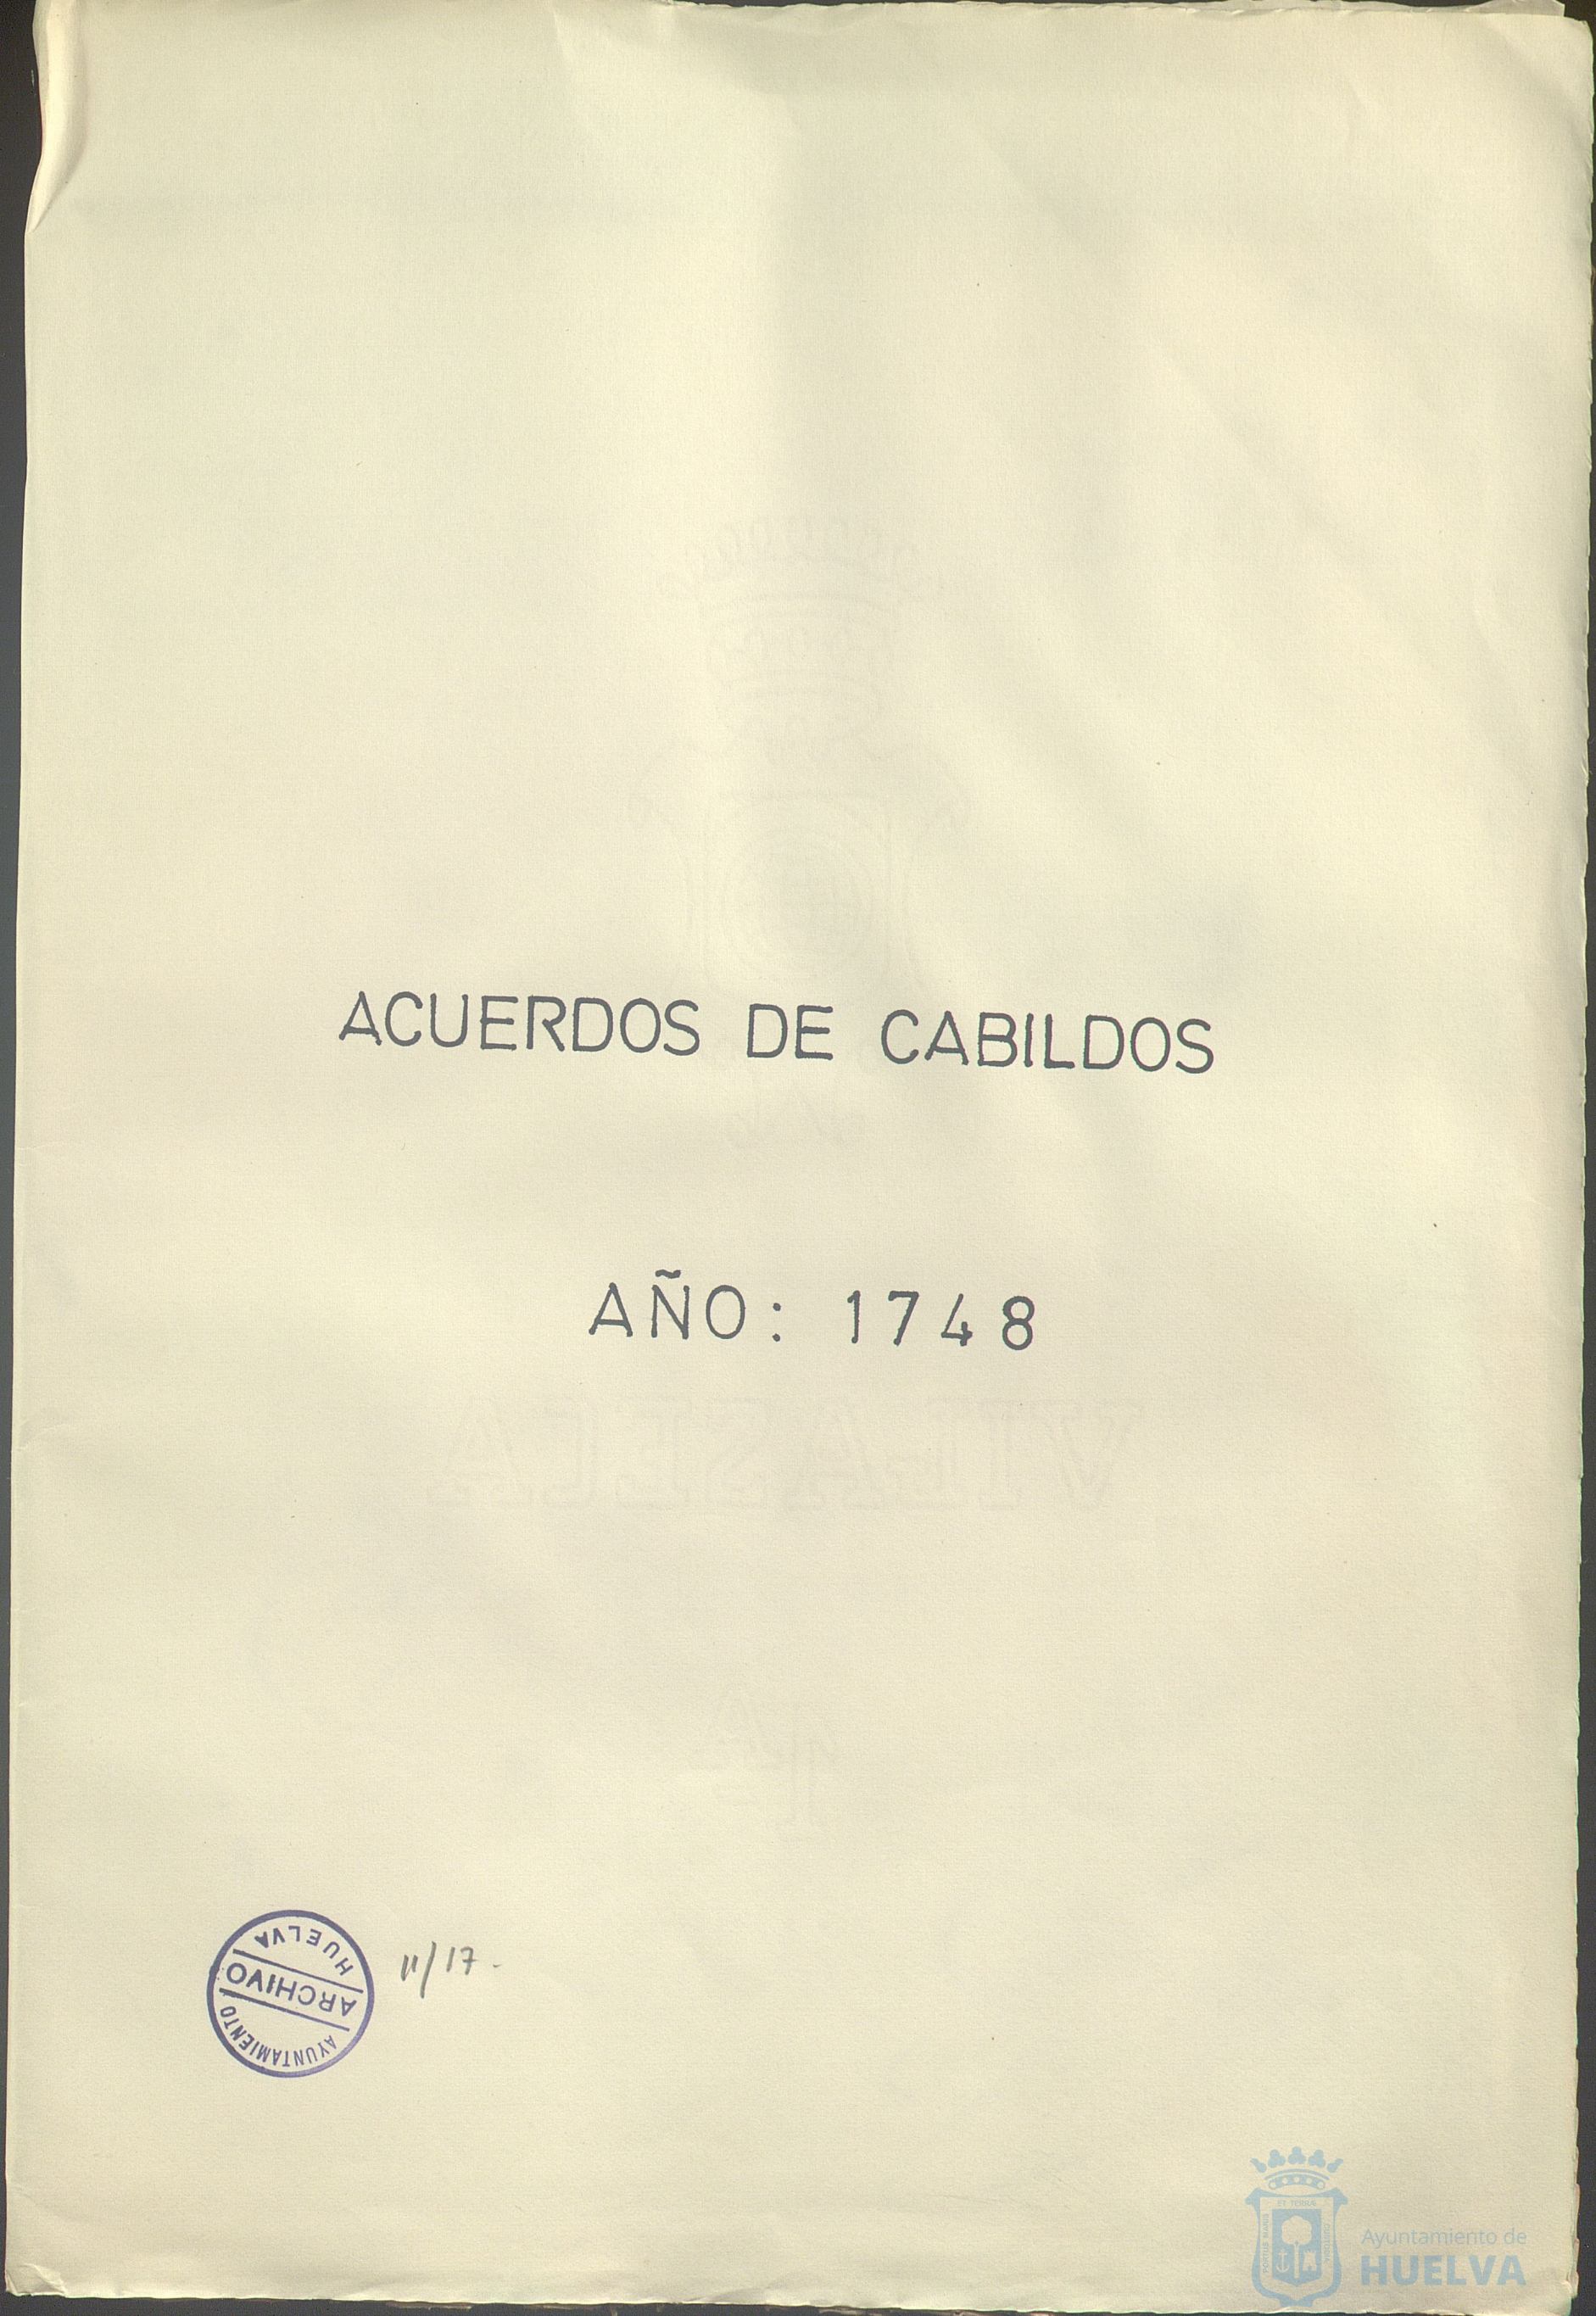 ACUERDOS DE CABILDOS
AÑO: 1748
AYUNTAMIENTO
ARCHIVO
HUELVA
11/17.
Ayuntamiento de
HUELVA